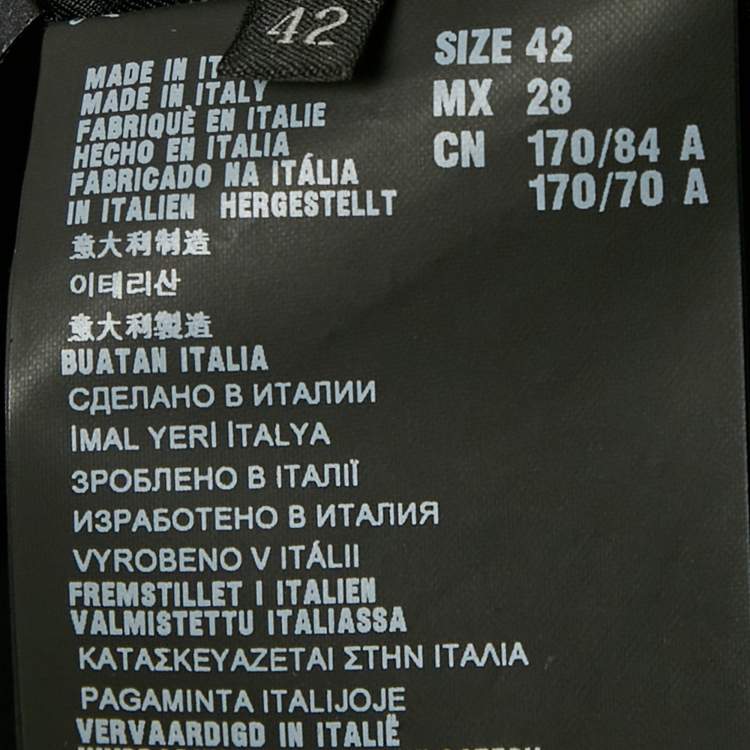 42
MADE IN
MADE IN ITALY
FABRIQUÈ EN ITALIE
HECHO EN ITALIA
FABRICADO NA ITÁLIA
IN ITALIEN HERGESTELLT
意大利制造
이태리산
意大利製造
BUATAN ITALIA
СДЕЛАНО В ИТАЛИИ
İMAL YERİ İTALYA
ЗРОБЛЕНО В ІТАЛІЇ
ИЗРАБОТЕНО В ИТАЛИЯ
VYROBENO V ITÁLII
FREMSTILLET I ITALIEN
VALMISTETTU ITALIASSA
ΚΑΤΑΣΚΕΥΑΖΕΤΑΙ ΣΤΗΝ ΙΤΑΛΙΑ
PAGAMINTA ITALIJOJE
VERVAARDIGD IN ITALIË
SIZE 42
MX 28
CN 170/84 A
170/70 A